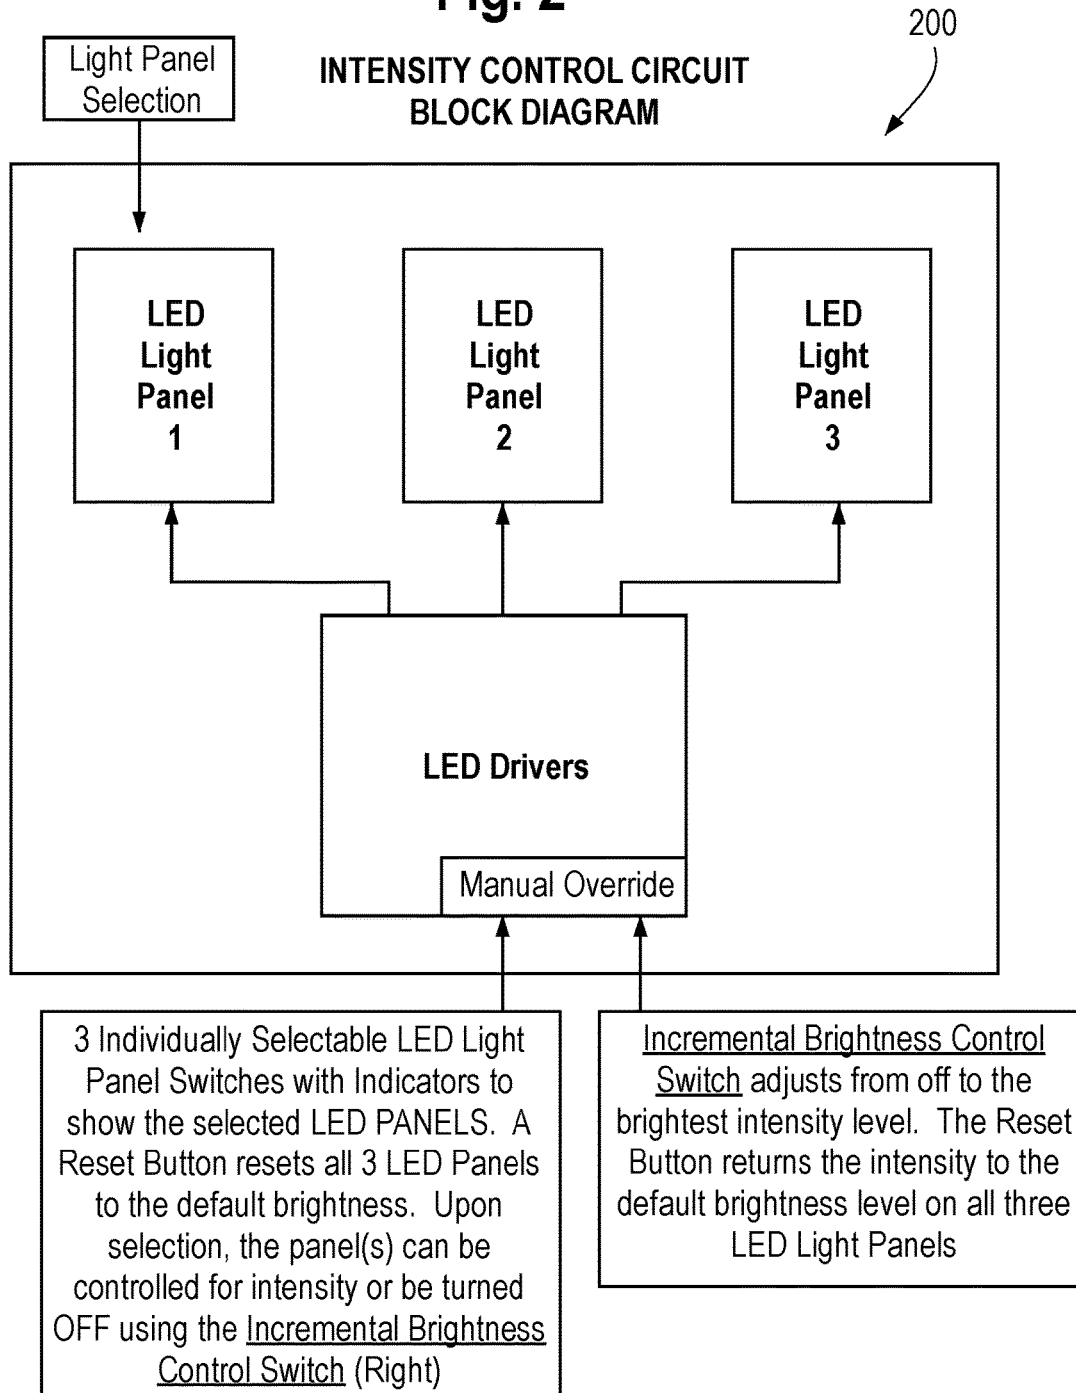 Fig. 2
200
Light Panel
Selection
INTENSITY CONTROL CIRCUIT
BLOCK DIAGRAM
LED
Light
Panel
1
LED
Light
Panel
2
LED
Light
Panel
3
LED Drivers
Manual Override
3 Individually Selectable LED Light
Panel Switches with Indicators to
show the selected LED PANELS. A
Reset Button resets all 3 LED Panels
to the default brightness. Upon
selection, the panel(s) can be
controlled for intensity or be turned
OFF using the Incremental Brightness
Control Switch (Right)
Incremental Brightness Control
Switch adjusts from off to the
brightest intensity level. The Reset
Button returns the intensity to the
default brightness level on all three
LED Light Panels